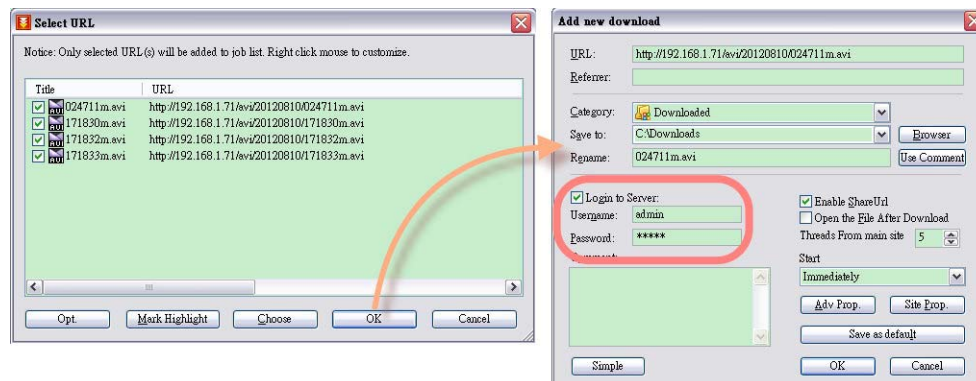 Select URL
Notice: Only selected URL(s) will be added to job list. Right click mouse to customize.
Title URL
024711m.avi http://192.168.1.71/avi/20120810/024711m.avi
171830m.avi http://192.168.1.71/avi/20120810/171830m.avi
171832m.avi http://192.168.1.71/avi/20120810/171832m.avi
171833m.avi http://192.168.1.71/avi/20120810/171833m.avi
Opt. Mark Highlight Choose OK Cancel
Add new download
URL: http://192.168.1.71/avi/20120810/024711m.avi
Referrer:
Category: Downloaded
Save to: C:\Downloads Browser
Rename: 024711m.avi Use Comment
Login to Server:
Username: admin
Password: *****
Comment:
Enable ShareUrl
Open the File After Download
Threads From main site 5
Start
Immediately
Adv Prop. Site Prop.
Save as default
Simple OK Cancel